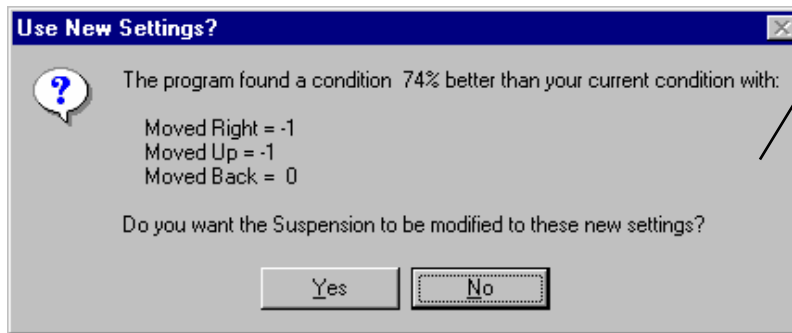 Use New Settings?
The program found a condition  74% better than your current condition with:
Moved Right = -1
Moved Up = -1
Moved Back =  0
Do you want the Suspension to be modified to these new settings?
Yes
No